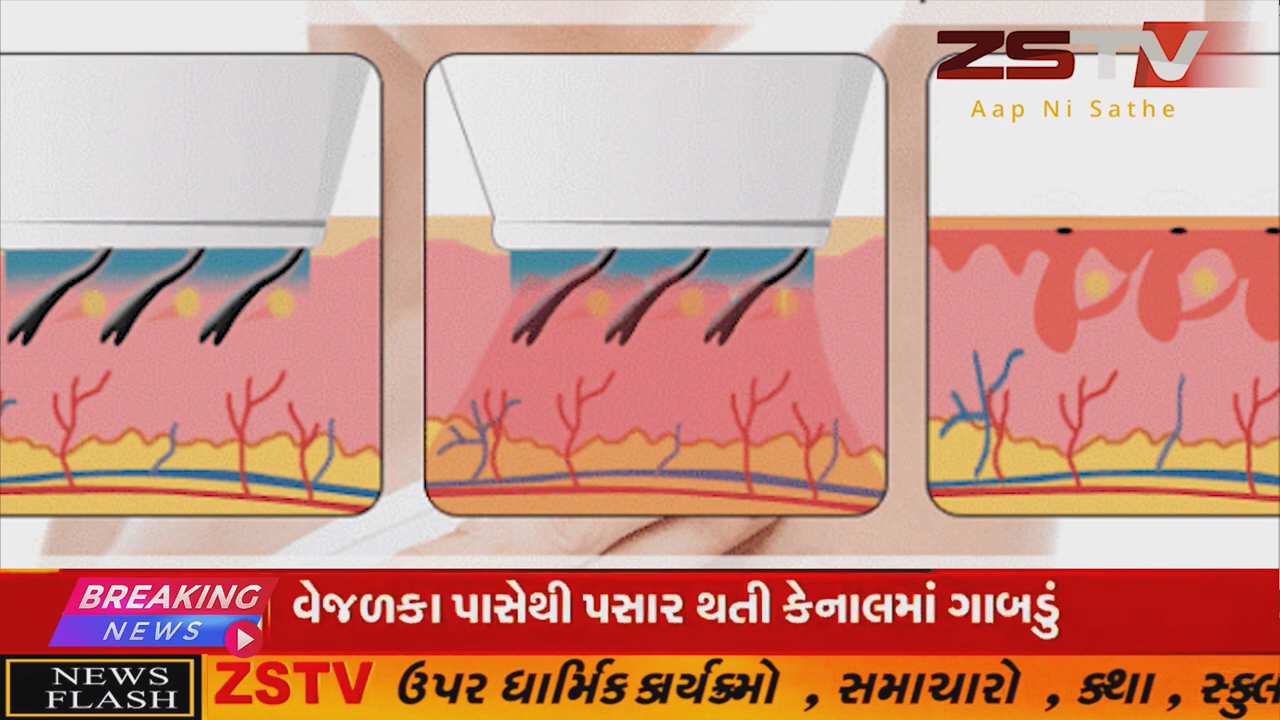 ZSTV
Aap Ni Sathe
BREAKING
NEWS
વેજળકા પાસેથી પસાર થતી કેનાલમાં ગાબડું
NEWS
FLASH
ZSTV ઉપર ધાર્મિક કાર્યક્રમો , સમાચારો , કથા ,